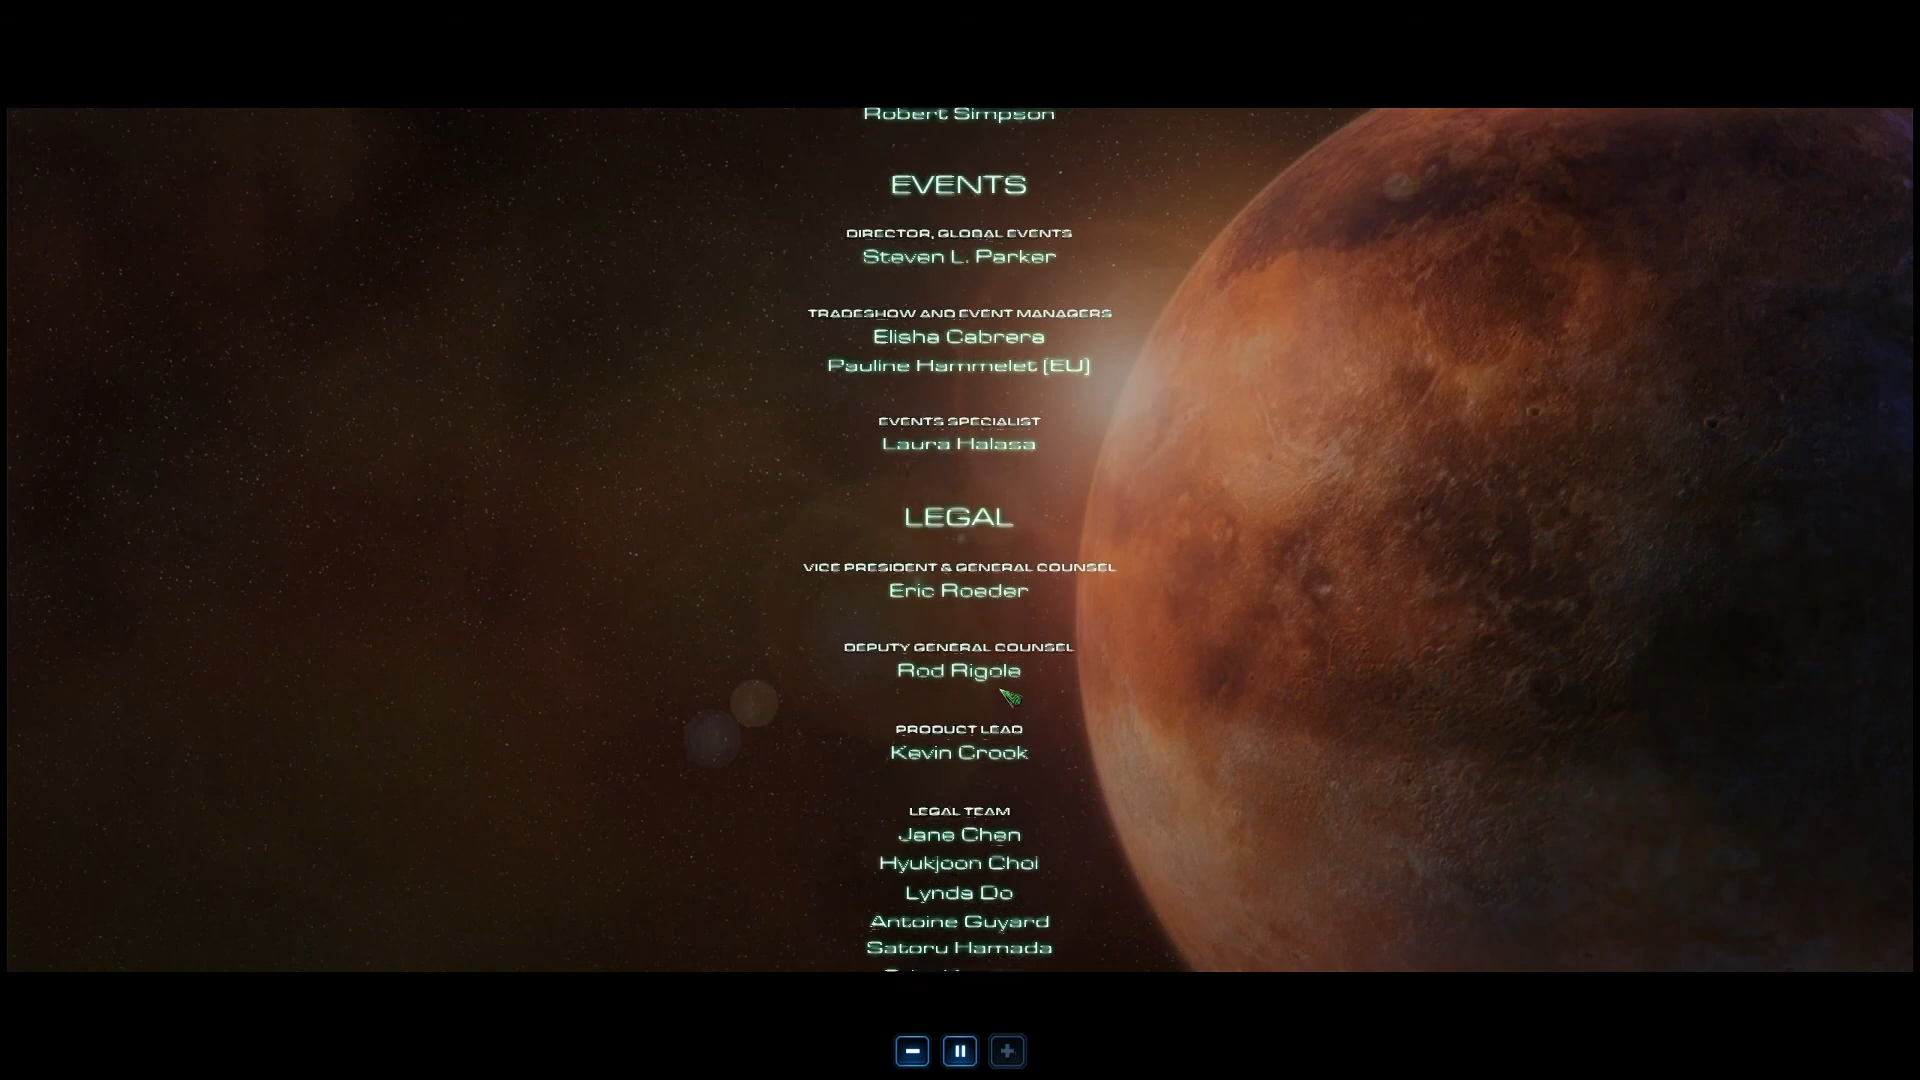 Robert Simpson
EVENTS
DIRECTOR, GLOBAL EVENTS
Steven L. Parker
TRADESHOW AND EVENT MANAGERS
Elisha Cabrera
Pauline Hammelet (EU)
EVENTS SPECIALIST
Laura Halasa
LEGAL
VICE PRESIDENT & GENERAL COUNSEL
Eric Roeder
DEPUTY GENERAL COUNSEL
Rod Rigole
PRODUCT LEAD
Kevin Crook
LEGAL TEAM
Jane Chen
Hyukjoon Choi
Lynda Do
Antoine Guyard
Satoru Hamada